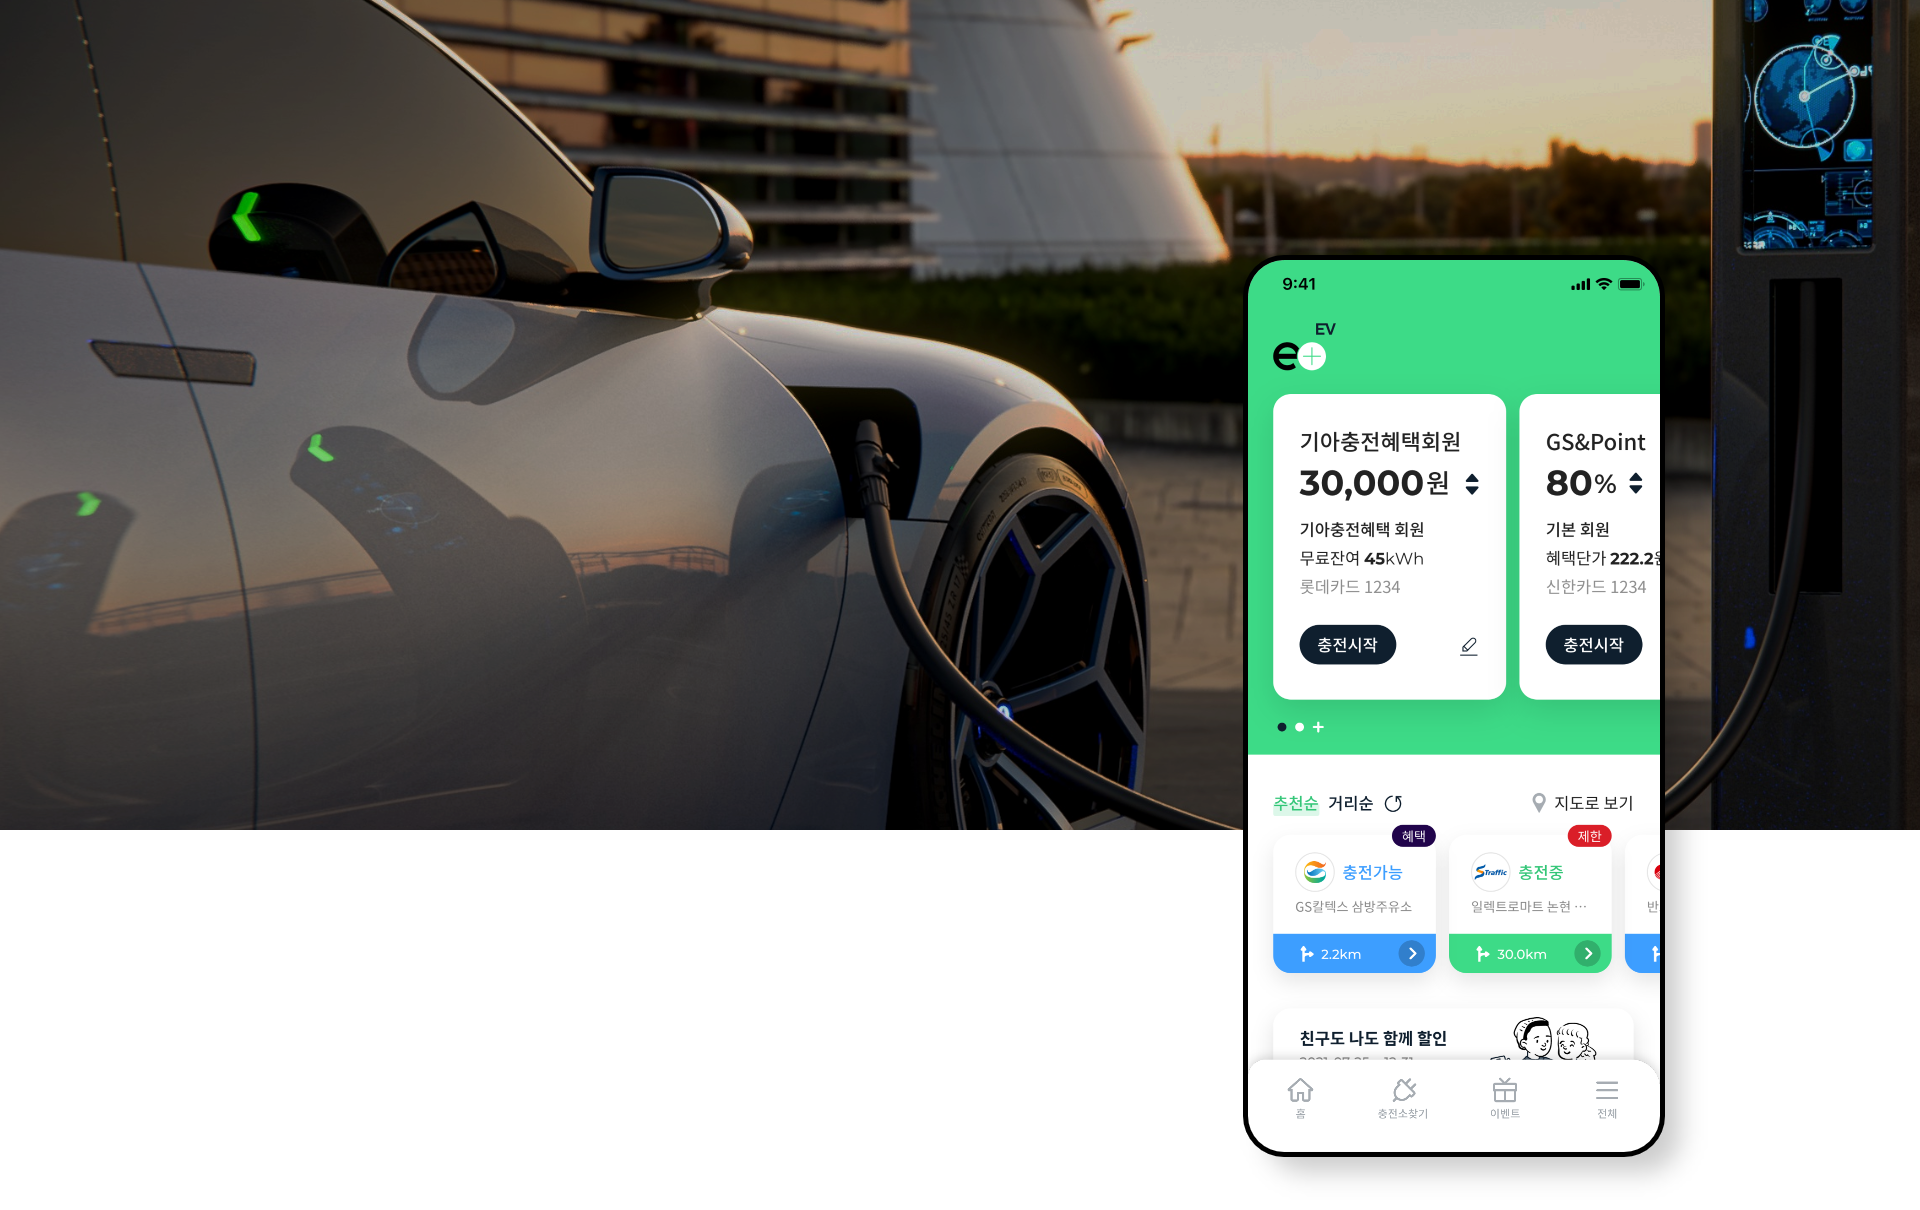 9:41
EV
e+
기아충전혜택회원
30,000원
기아충전혜택 회원
무료잔여 45kWh
롯데카드 1234
충전시작
GS&Point
80%
기본 회원
혜택단가 222.2원
신한카드 1234
충전시작
추천순 거리순
지도로 보기
혜택
충전가능
GS칼텍스 삼방주유소
2.2km
제한
STraffic
충전중
일렉트로마트 논현 ···
30.0km
반
친구도 나도 함께 할인
홈
충전소찾기
이벤트
전체